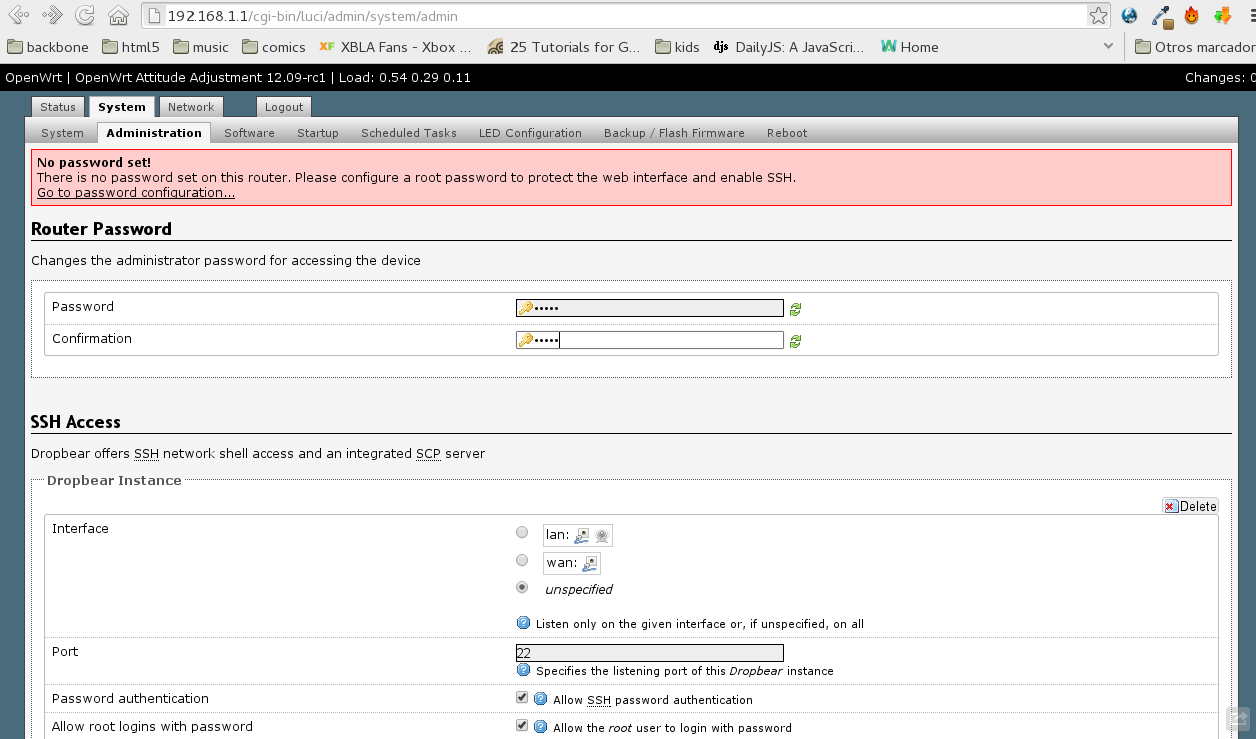 192.168.1.1/cgi-bin/luci/admin/system/admin
backbone html5 music comics XF XBLA Fans - Xbox ... 25 Tutorials for G... kids djs DailyJS: A JavaScri... W Home Otros marcador
OpenWrt | OpenWrt Attitude Adjustment 12.09-rc1 | Load: 0.54 0.29 0.11 Changes: 0
Status System Network Logout
System Administration Software Startup Scheduled Tasks LED Configuration Backup / Flash Firmware Reboot
No password set!
There is no password set on this router. Please configure a root password to protect the web interface and enable SSH.
Go to password configuration...
Router Password
Changes the administrator password for accessing the device
Password •••••
Confirmation •••••
SSH Access
Dropbear offers SSH network shell access and an integrated SCP server
Dropbear Instance
Delete
Interface lan:
wan:
unspecified
Listen only on the given interface or, if unspecified, on all
Port 22
Specifies the listening port of this Dropbear instance
Password authentication Allow SSH password authentication
Allow root logins with password Allow the root user to login with password